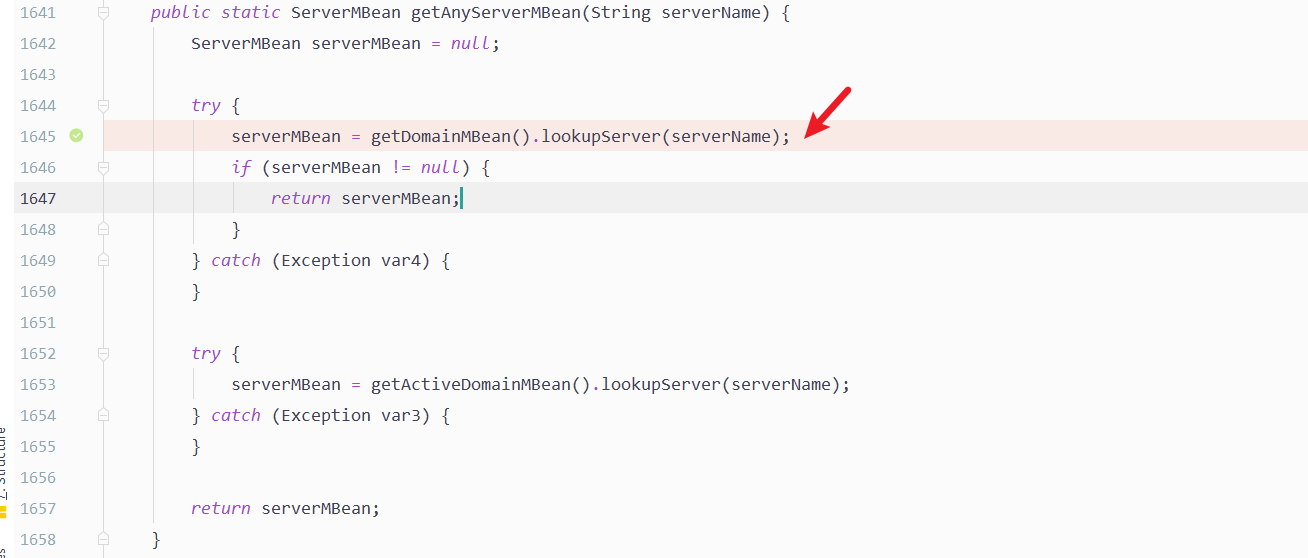 1641 public static ServerMBean getAnyServerMBean(String serverName) {
1642 ServerMBean serverMBean = null;
1643
1644 try {
1645 serverMBean = getDomainMBean().lookupServer(serverName);
1646 if (serverMBean != null) {
1647 return serverMBean;
1648 }
1649 } catch (Exception var4) {
1650 }
1651
1652 try {
1653 serverMBean = getActiveDomainMBean().lookupServer(serverName);
1654 } catch (Exception var3) {
1655 }
1656
1657 return serverMBean;
1658 }
7: Structure